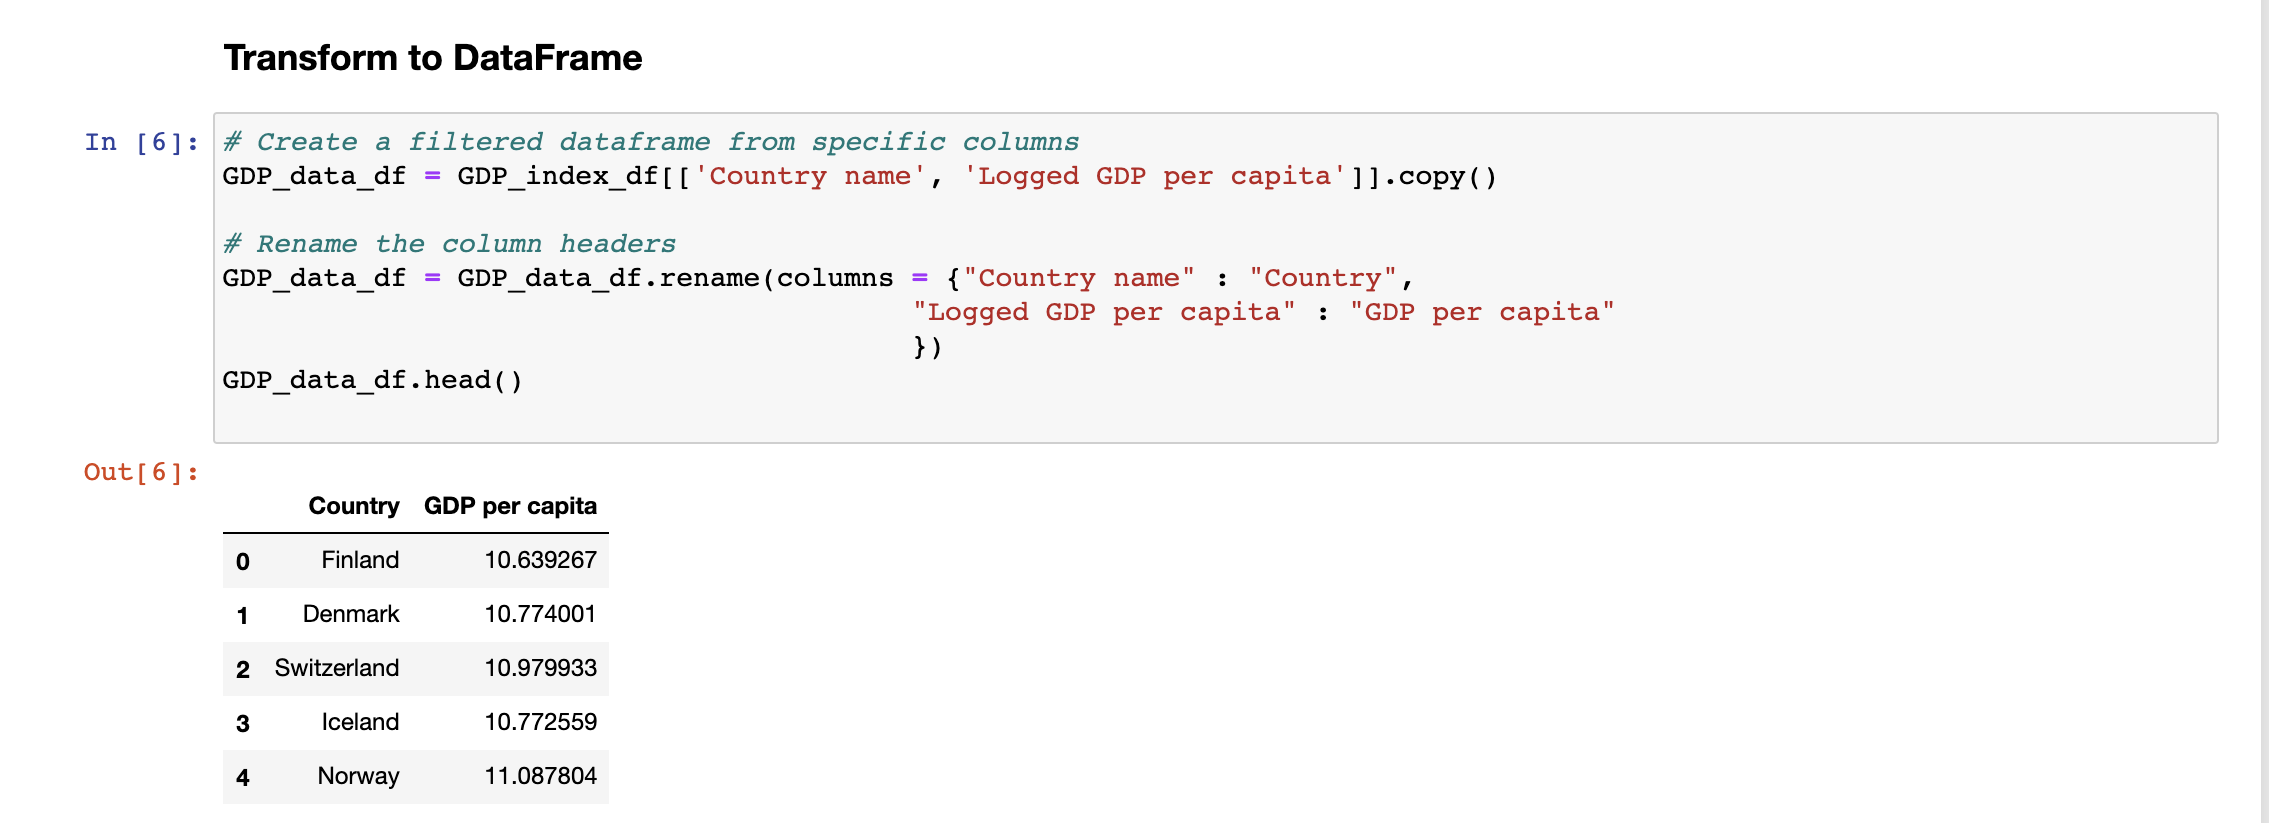 Transform to DataFrame
In [6]:
# Create a filtered dataframe from specific columns
GDP_data_df = GDP_index_df[['Country name', 'Logged GDP per capita']].copy()
# Rename the column headers
GDP_data_df = GDP_data_df.rename(columns = {"Country name" : "Country",
"Logged GDP per capita" : "GDP per capita"
})
GDP_data_df.head()
Out[6]:
Country GDP per capita
0 Finland 10.639267
1 Denmark 10.774001
2 Switzerland 10.979933
3 Iceland 10.772559
4 Norway 11.087804